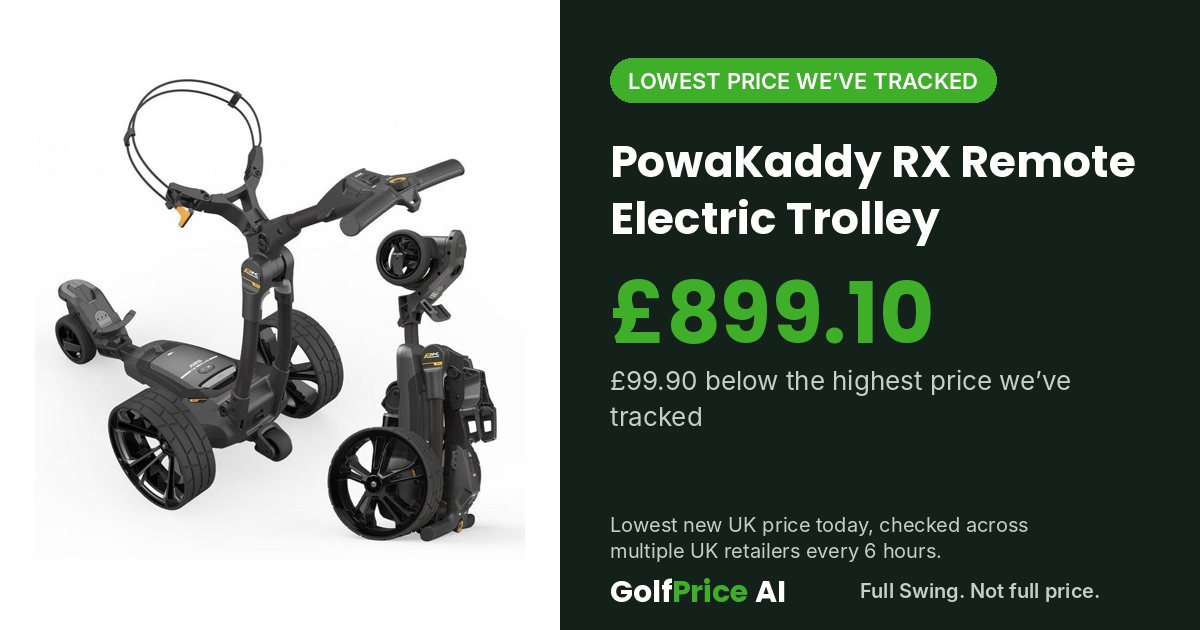 LOWEST PRICE WE’VE TRACKED
PowaKaddy RX Remote
Electric Trolley
£899.10
£99.90 below the highest price we’ve
tracked
Lowest new UK price today, checked across
multiple UK retailers every 6 hours.
GolfPrice AI
Full Swing. Not full price.